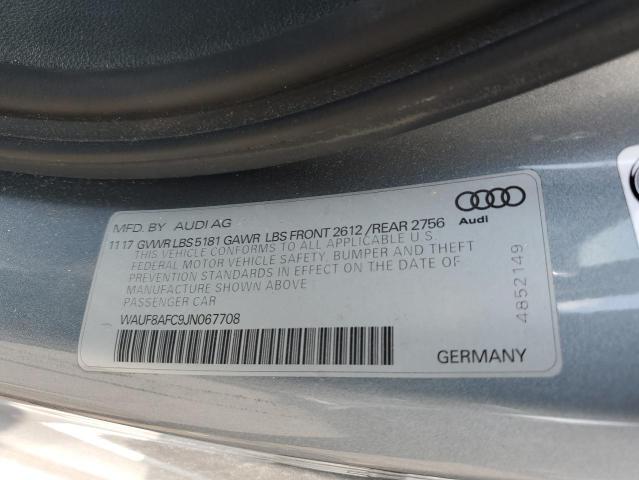 MFD. BY AUDI AG
11 17 GVWR LBS 5181 GAWR LBS FRONT 2612 / REAR 2756
THIS VEHICLE CONFORMS TO ALL APPLICABLE U.S.
FEDERAL MOTOR VEHICLE SAFETY, BUMPER AND THEFT
PREVENTION STANDARDS IN EFFECT ON THE DATE OF
MANUFACTURE SHOWN ABOVE
PASSENGER CAR
WAUF8AFC9JN067708
Audi
4852149
GERMANY